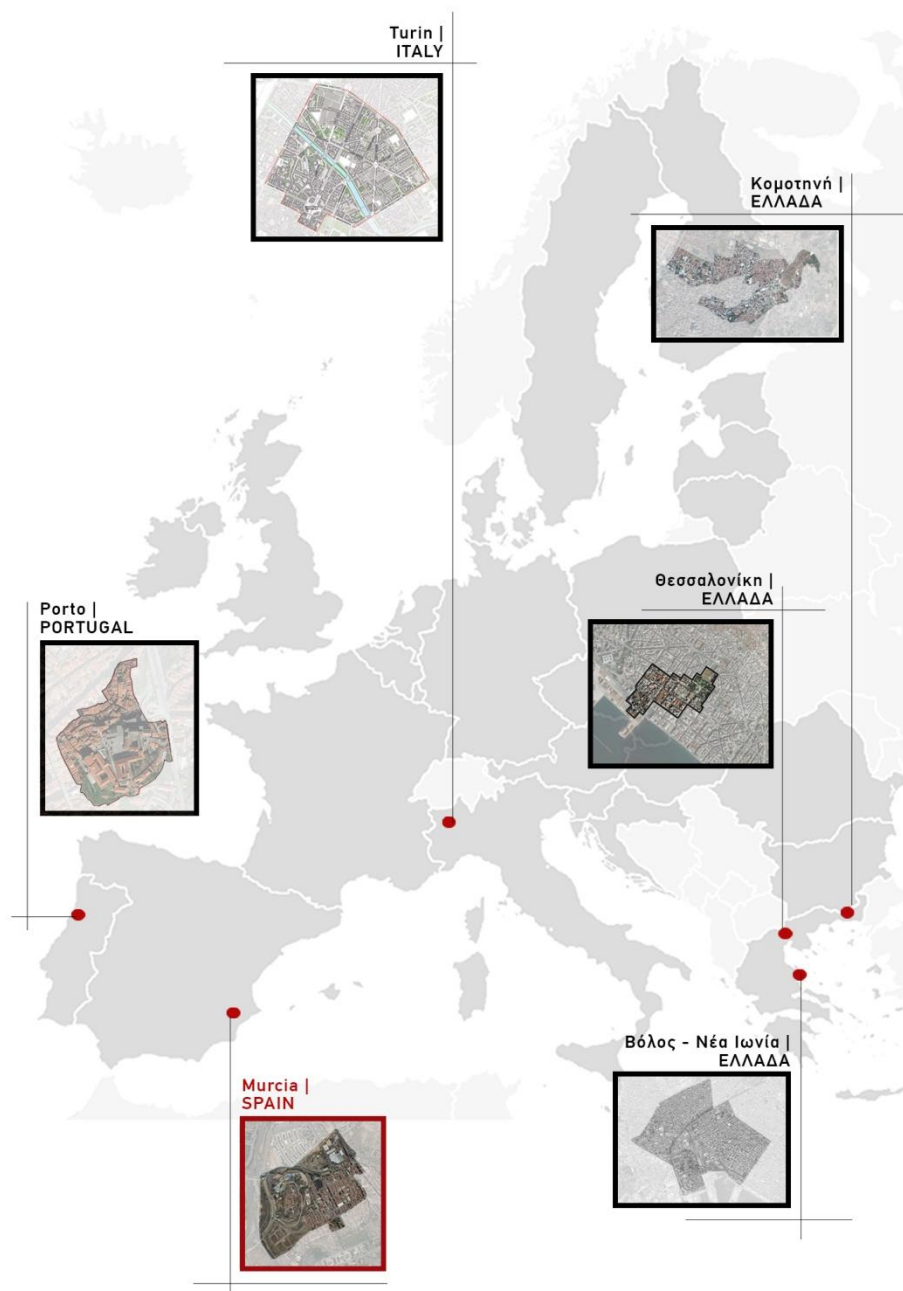 Turin |
ITALY
Κομοτηνή |
ΕΛΛΑΔΑ
Θεσσαλονίκη |
ΕΛΛΑΔΑ
Porto |
PORTUGAL
Βόλος - Νέα Ιωνία |
ΕΛΛΑΔΑ
Murcia |
SPAIN